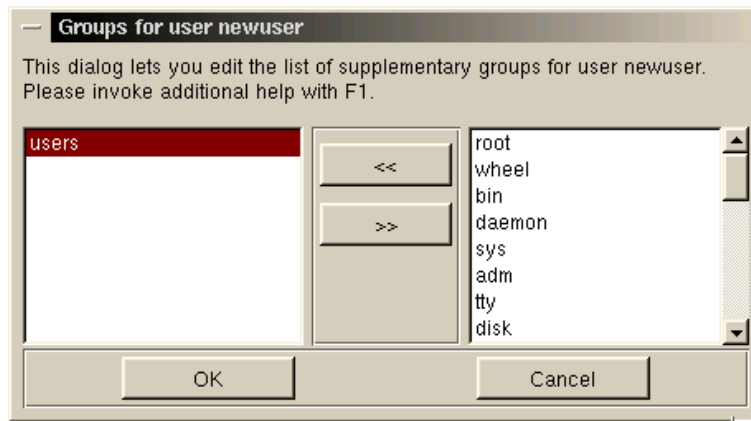 Groups for user newuser
This dialog lets you edit the list of supplementary groups for user newuser.
Please invoke additional help with F1.
users
<<
>>
root
wheel
bin
daemon
sys
adm
tty
disk
OK
Cancel